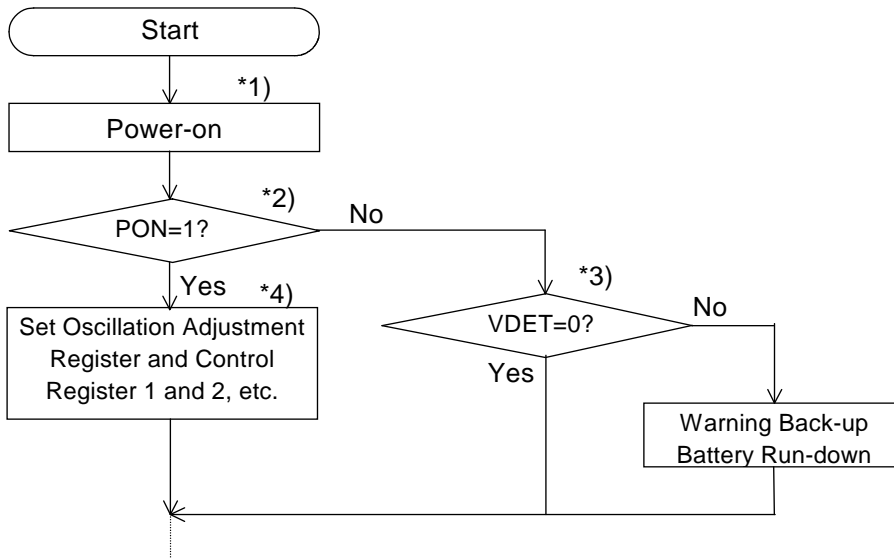 Start
*1)
Power-on
*2)
PON=1?
No
*3)
Yes
*4)
VDET=0?
No
Set Oscillation Adjustment
Register and Control
Register 1 and 2, etc.
Yes
Warning Back-up
Battery Run-down